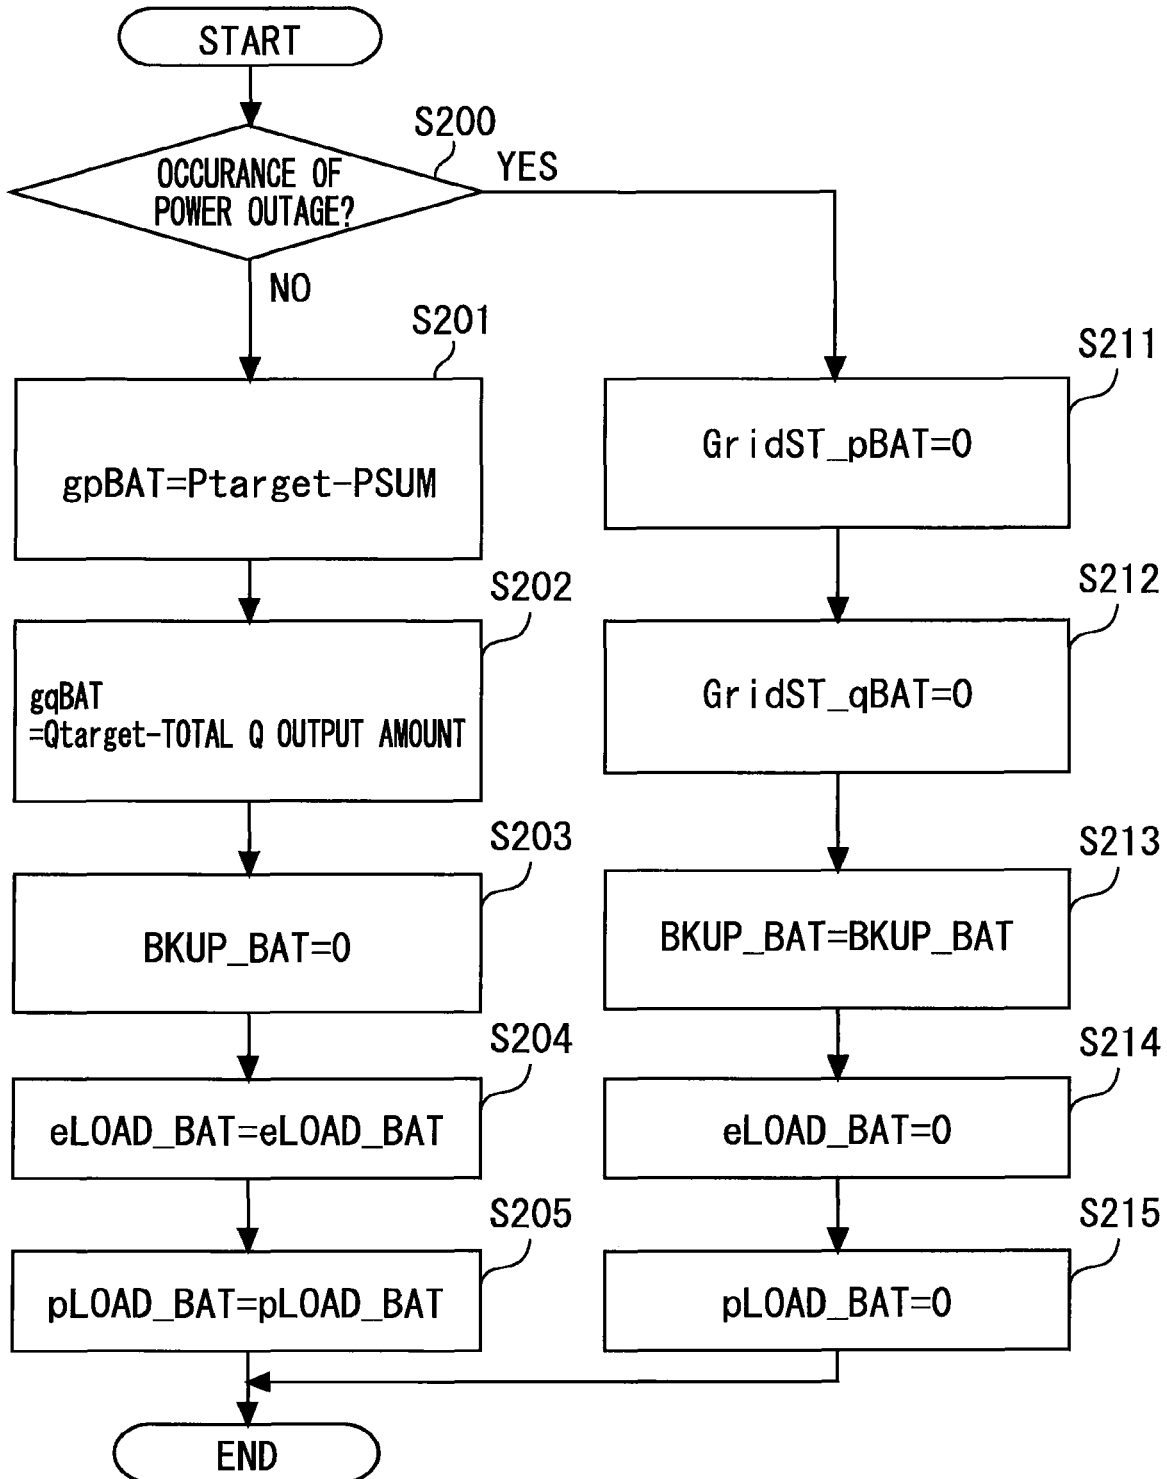 START
S200
OCCURANCE OF
POWER OUTAGE?
YES
NO
S201
gpBAT=Ptarget-PSUM
S202
gqBAT
=Qtarget-TOTAL Q OUTPUT AMOUNT
S203
BKUP_BAT=0
S204
eLOAD_BAT=eLOAD_BAT
S205
pLOAD_BAT=pLOAD_BAT
S211
GridST_pBAT=0
S212
GridST_qBAT=0
S213
BKUP_BAT=BKUP_BAT
S214
eLOAD_BAT=0
S215
pLOAD_BAT=0
END